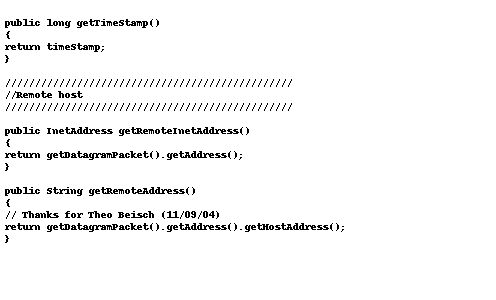 public long getTimeStamp()
{
return timeStamp;
}
////////////////////////////////////////////////
//Remote host
////////////////////////////////////////////////
public InetAddress getRemoteInetAddress()
{
return getDatagramPacket().getAddress();
}
public String getRemoteAddress()
{
// Thanks for Theo Beisch (11/09/04)
return getDatagramPacket().getAddress().getHostAddress();
}